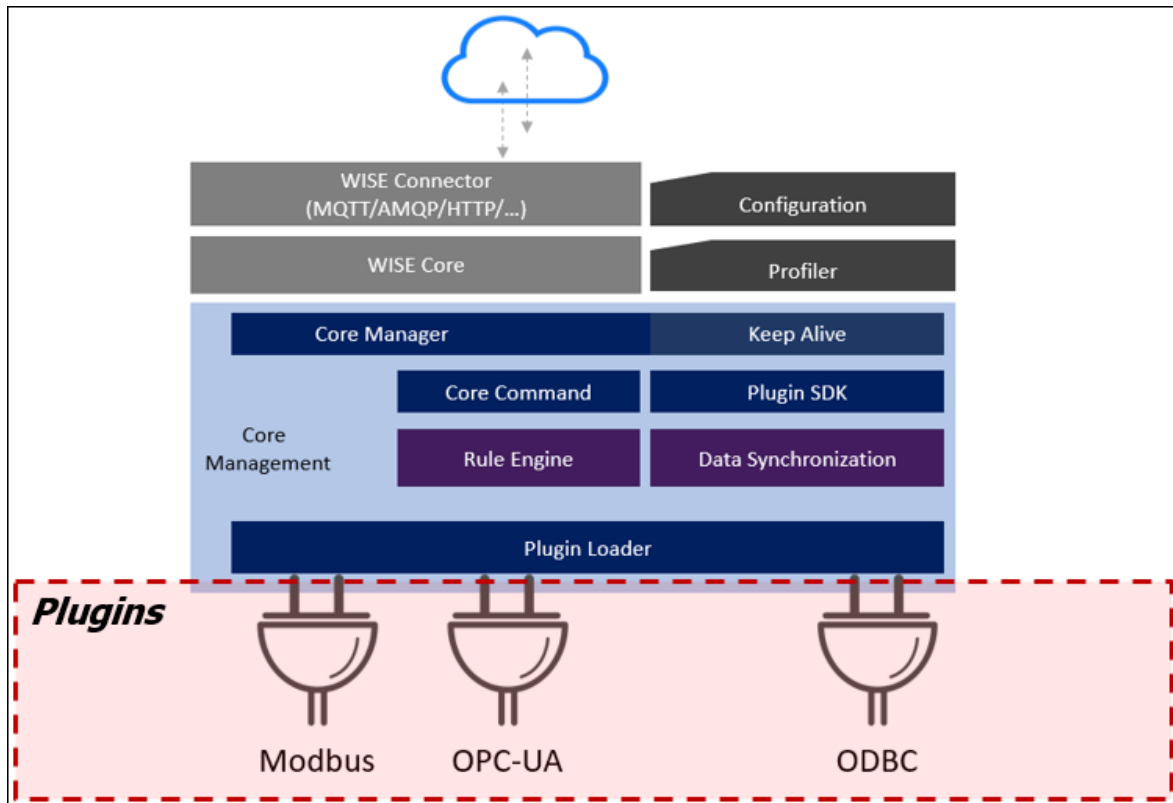 WISE Connector
(MQTT/AMQP/HTTP/...)
Configuration
WISE Core
Profiler
Core Manager
Keep Alive
Core Command
Plugin SDK
Core
Management
Rule Engine
Data Synchronization
Plugin Loader
Plugins
Modbus
OPC-UA
ODBC